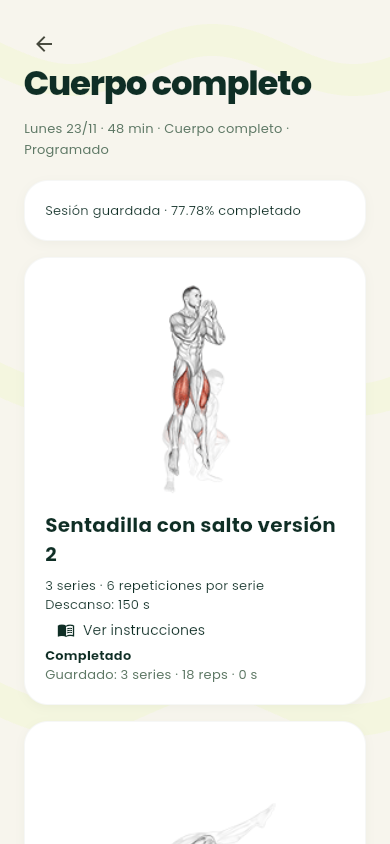 Cuerpo completo
Lunes 23/11 · 48 min · Cuerpo completo ·
Programado
Sesión guardada · 77.78% completado
Sentadilla con salto versión
2
3 series · 6 repeticiones por serie
Descanso: 150 s
Ver instrucciones
Completado
Guardado: 3 series · 18 reps · 0 s